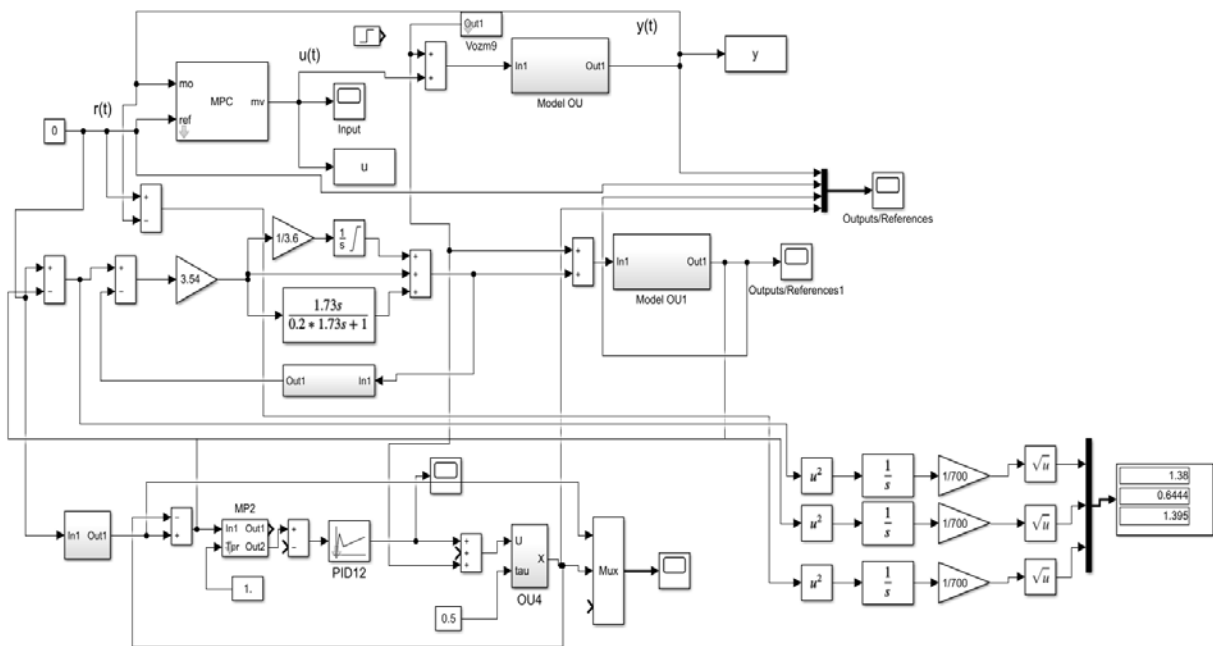 y(t)
Out1
Vozm9
u(t)
+
+
In1
Out1
Model OU
y
mo
MPC
mv
ref
r(t)
0
Input
u
+
−
Outputs/References
1/3.6
1
s
+
−
+
−
3.54
+
+
+
+
+
In1
Out1
Model OU1
Outputs/References1
1.73s
0.2 * 1.73s + 1
Out1
In1
u²
1
s
1/700
√u
1.38
0.6444
1.395
u²
1
s
1/700
√u
u²
1
s
1/700
√u
MP2
In1
Out1
Tpr
Out2
−
+
In1
Out1
+
−
PID12
+
+
+
U
X
tau
OU4
Mux
1.
0.5